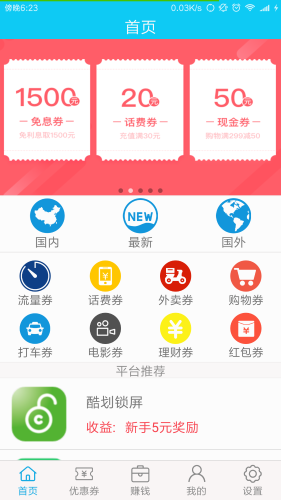 傍晚6:23
0.03K/s
首页
1500元
20元
50元
免息券
话费券
现金券
免利息取1500元
充值满30元
购物满299减50
NEW
国内
最新
国外
流量券
话费券
外卖券
购物券
打车券
电影券
理财券
红包券
平台推荐
酷划锁屏
收益: 新手5元奖励
首页
优惠券
赚钱
我的
设置